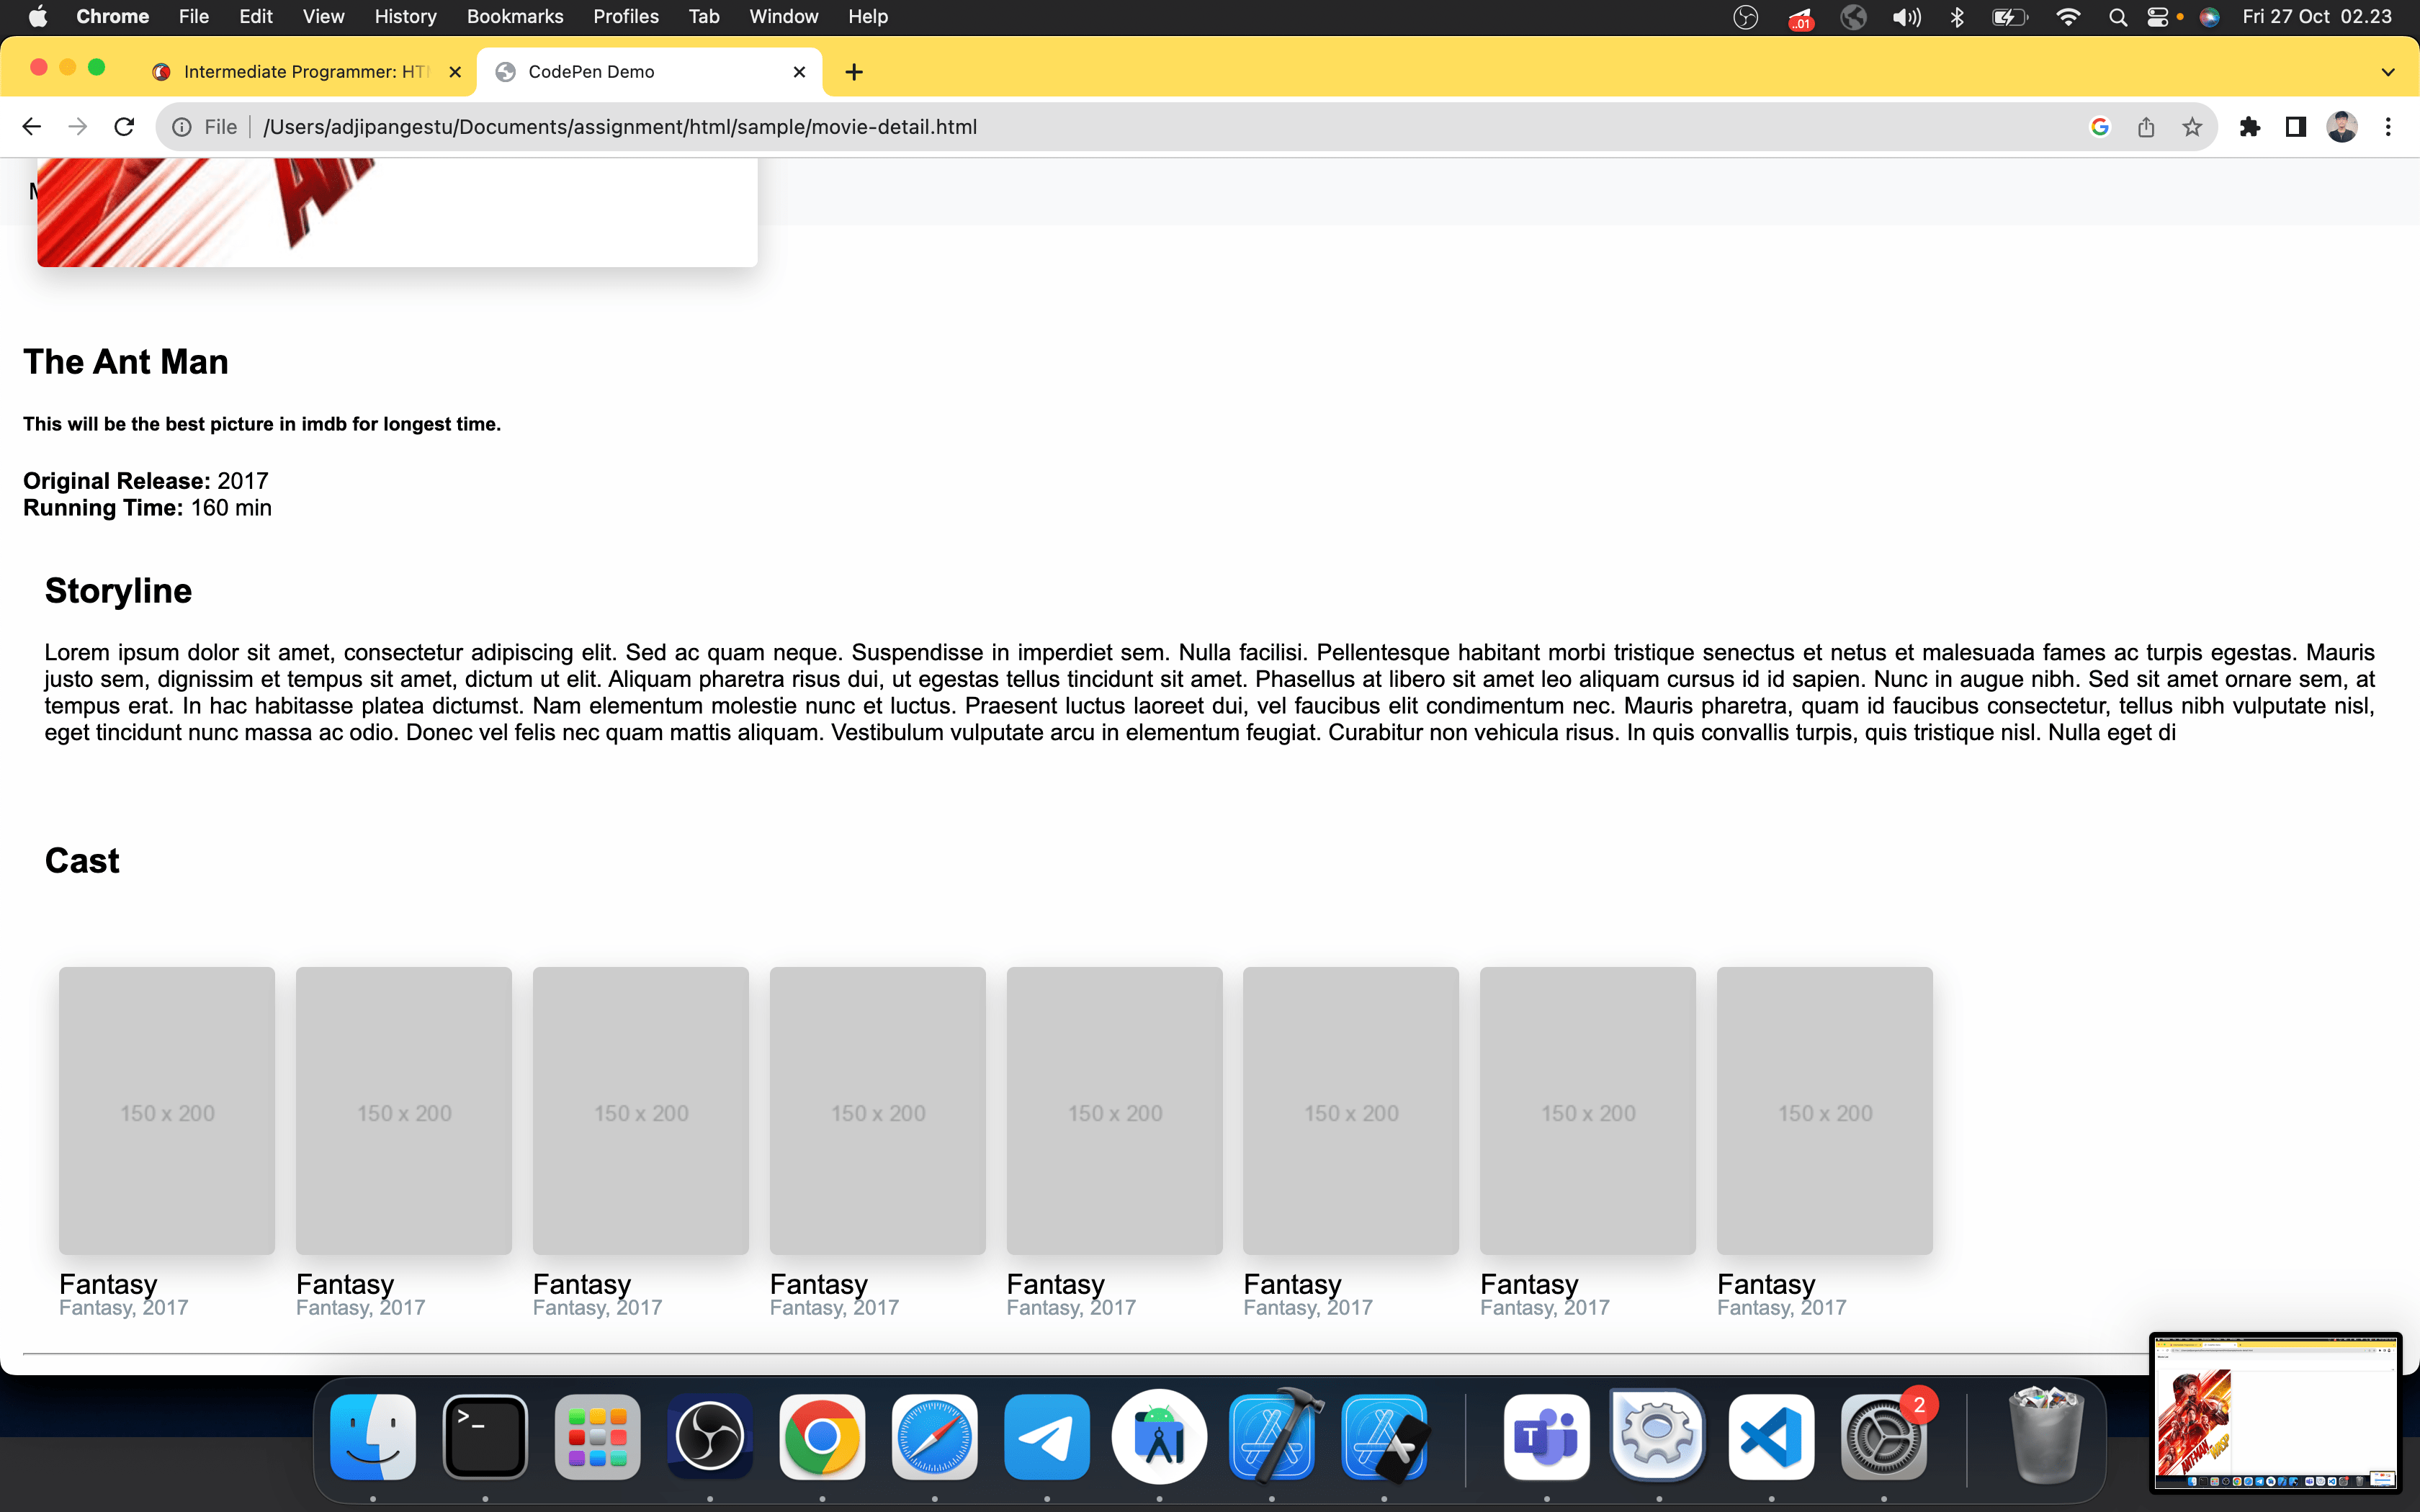 Chrome File Edit View History Bookmarks Profiles Tab Window Help .01 Fri 27 Oct 02.23
Intermediate Programmer: HT CodePen Demo
File /Users/adjipangestu/Documents/assignment/html/sample/movie-detail.html
The Ant Man
This will be the best picture in imdb for longest time.
Original Release: 2017
Running Time: 160 min
Storyline
Lorem ipsum dolor sit amet, consectetur adipiscing elit. Sed ac quam neque. Suspendisse in imperdiet sem. Nulla facilisi. Pellentesque habitant morbi tristique senectus et netus et malesuada fames ac turpis egestas. Mauris
justo sem, dignissim et tempus sit amet, dictum ut elit. Aliquam pharetra risus dui, ut egestas tellus tincidunt sit amet. Phasellus at libero sit amet leo aliquam cursus id id sapien. Nunc in augue nibh. Sed sit amet ornare sem, at
tempus erat. In hac habitasse platea dictumst. Nam elementum molestie nunc et luctus. Praesent luctus laoreet dui, vel faucibus elit condimentum nec. Mauris pharetra, quam id faucibus consectetur, tellus nibh vulputate nisl,
eget tincidunt nunc massa ac odio. Donec vel felis nec quam mattis aliquam. Vestibulum vulputate arcu in elementum feugiat. Curabitur non vehicula risus. In quis convallis turpis, quis tristique nisl. Nulla eget di
Cast
150 x 200 150 x 200 150 x 200 150 x 200 150 x 200 150 x 200 150 x 200 150 x 200
Fantasy Fantasy Fantasy Fantasy Fantasy Fantasy Fantasy Fantasy
Fantasy, 2017 Fantasy, 2017 Fantasy, 2017 Fantasy, 2017 Fantasy, 2017 Fantasy, 2017 Fantasy, 2017 Fantasy, 2017
2